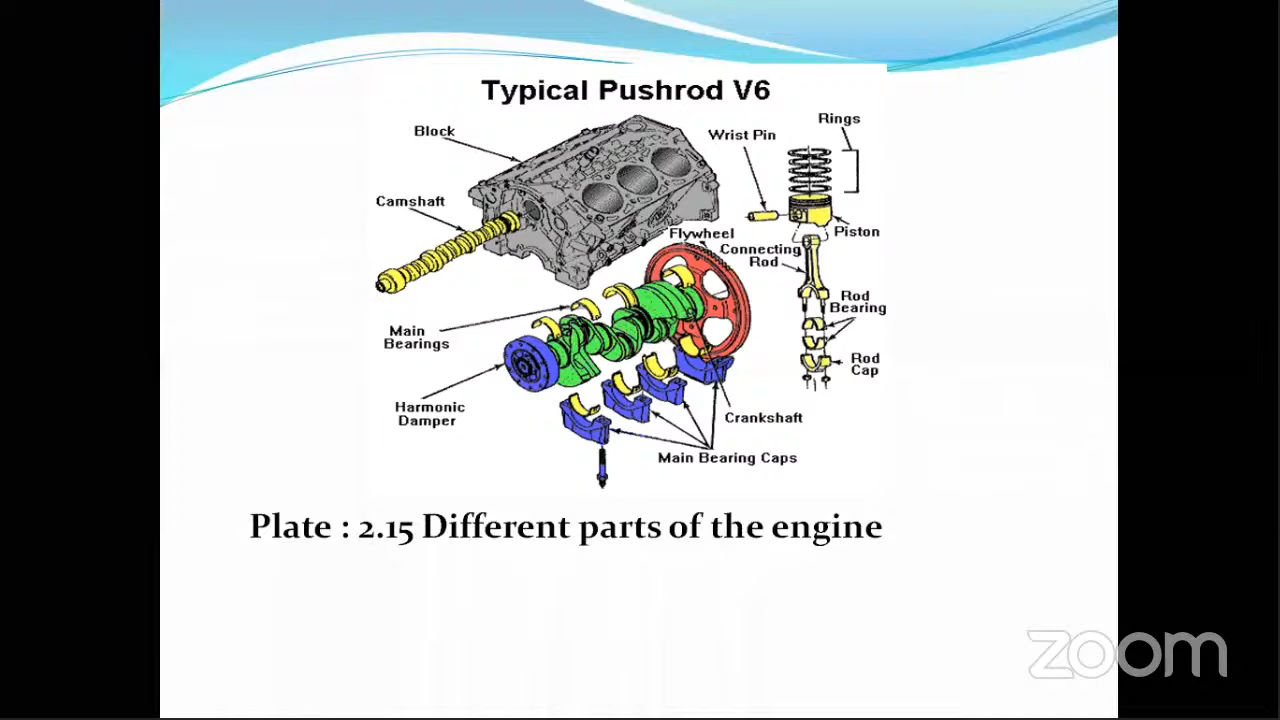 Typical Pushrod V6
Block
Wrist Pin
Rings
Camshaft
Flywheel
Piston
Connecting
Rod
Rod
Bearing
Main
Bearings
Rod
Cap
Harmonic
Damper
Crankshaft
Main Bearing Caps
Plate : 2.15 Different parts of the engine
zoom